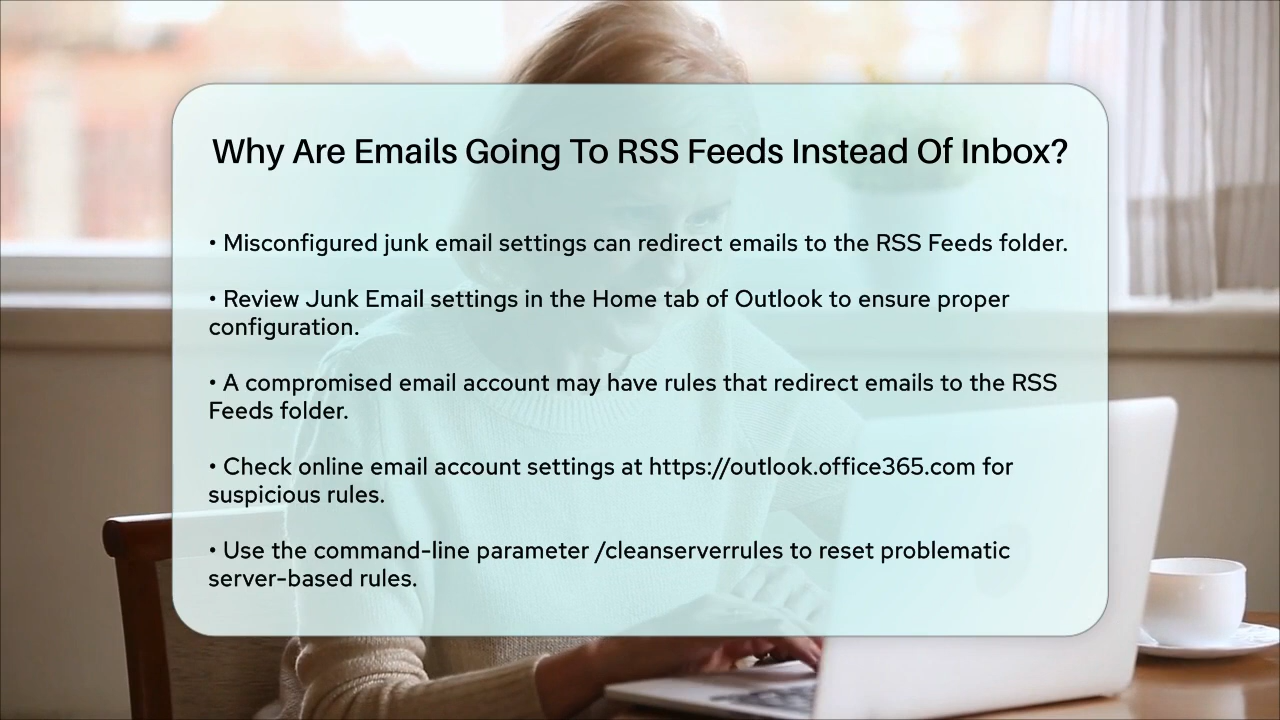 Why Are Emails Going To RSS Feeds Instead Of Inbox?
• Misconfigured junk email settings can redirect emails to the RSS Feeds folder.
• Review Junk Email settings in the Home tab of Outlook to ensure proper
configuration.
• A compromised email account may have rules that redirect emails to the RSS
Feeds folder.
• Check online email account settings at https://outlook.office365.com for
suspicious rules.
• Use the command-line parameter /cleanserverrules to reset problematic
server-based rules.